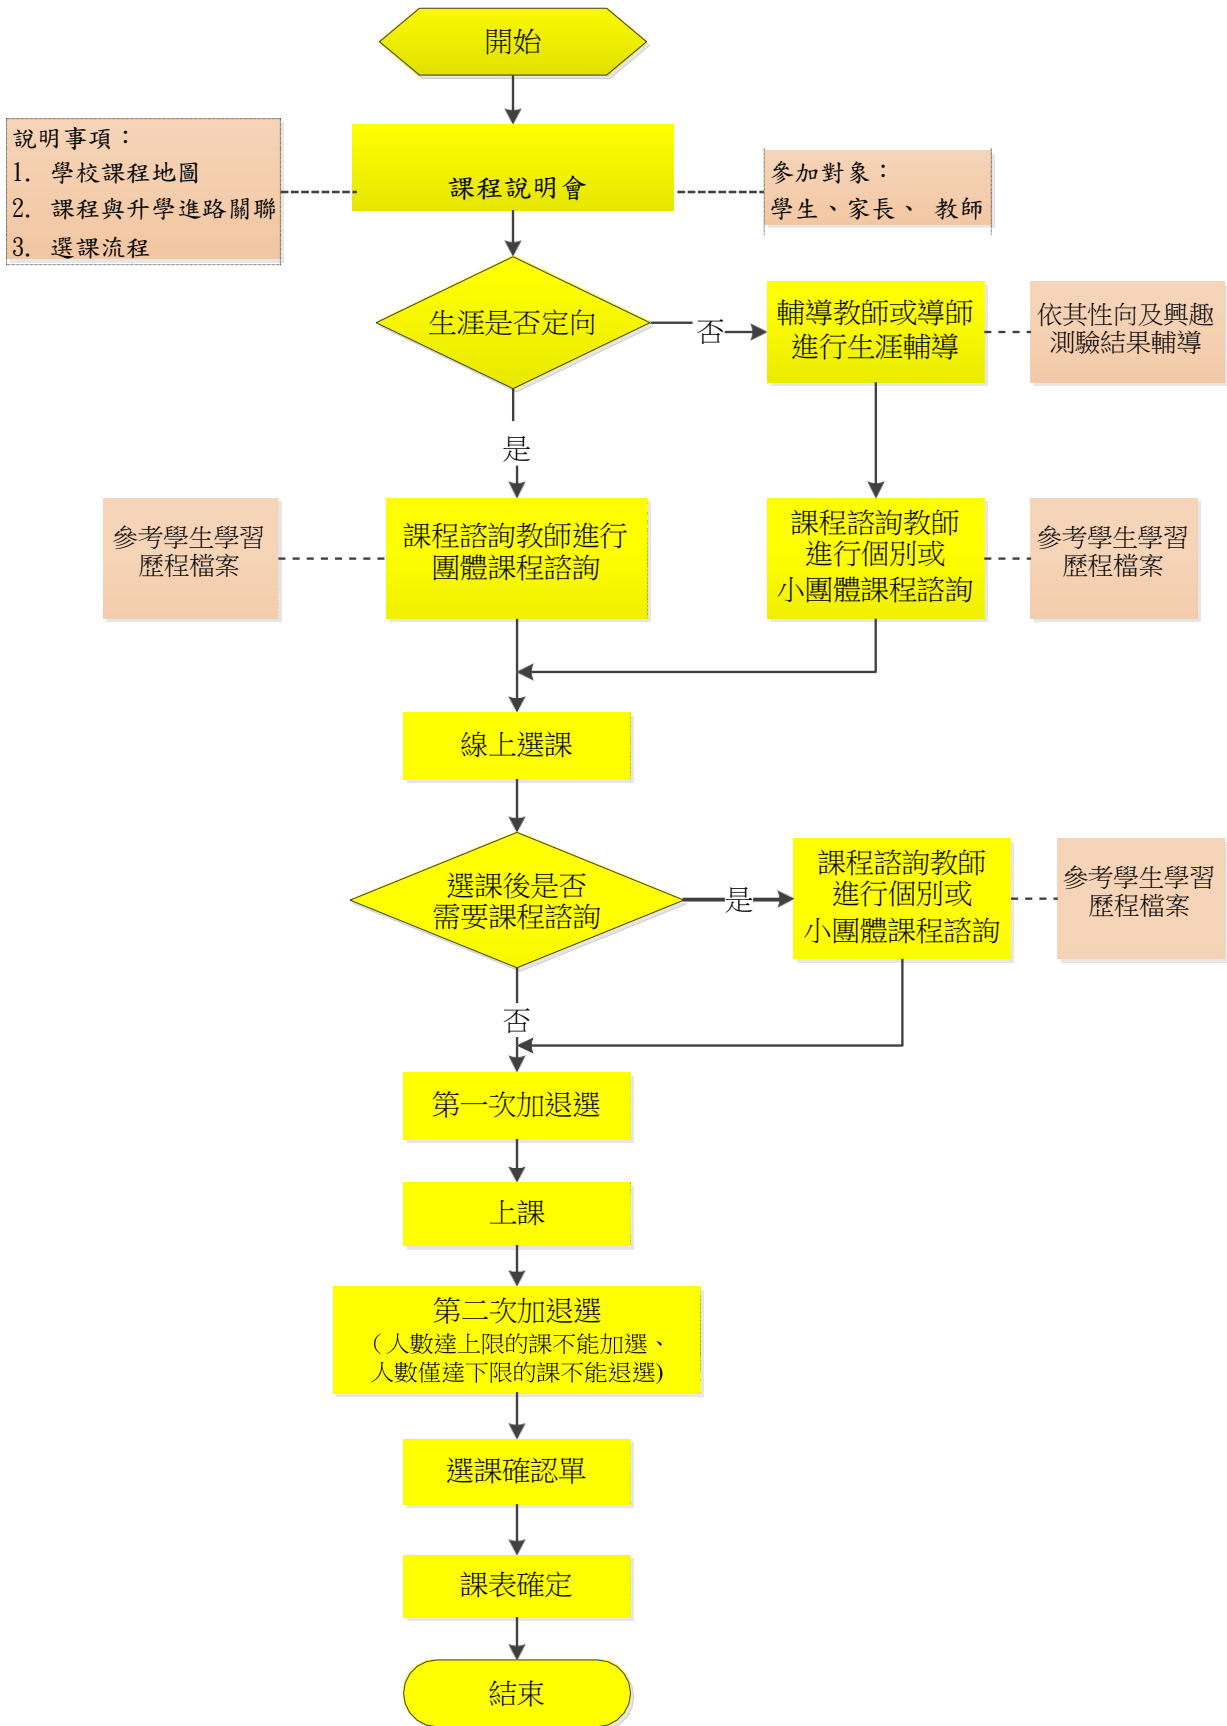 開始
說明事項：
1. 學校課程地圖
2. 課程與升學進路關聯
3. 選課流程
課程說明會
參加對象：
學生、家長、 教師
生涯是否定向
否
輔導教師或導師
進行生涯輔導
依其性向及興趣
測驗結果輔導
是
參考學生學習
歷程檔案
課程諮詢教師進行
團體課程諮詢
課程諮詢教師
進行個別或
小團體課程諮詢
參考學生學習
歷程檔案
線上選課
選課後是否
需要課程諮詢
是
課程諮詢教師
進行個別或
小團體課程諮詢
參考學生學習
歷程檔案
否
第一次加退選
上課
第二次加退選
（人數達上限的課不能加選、
人數僅達下限的課不能退選)
選課確認單
課表確定
結束